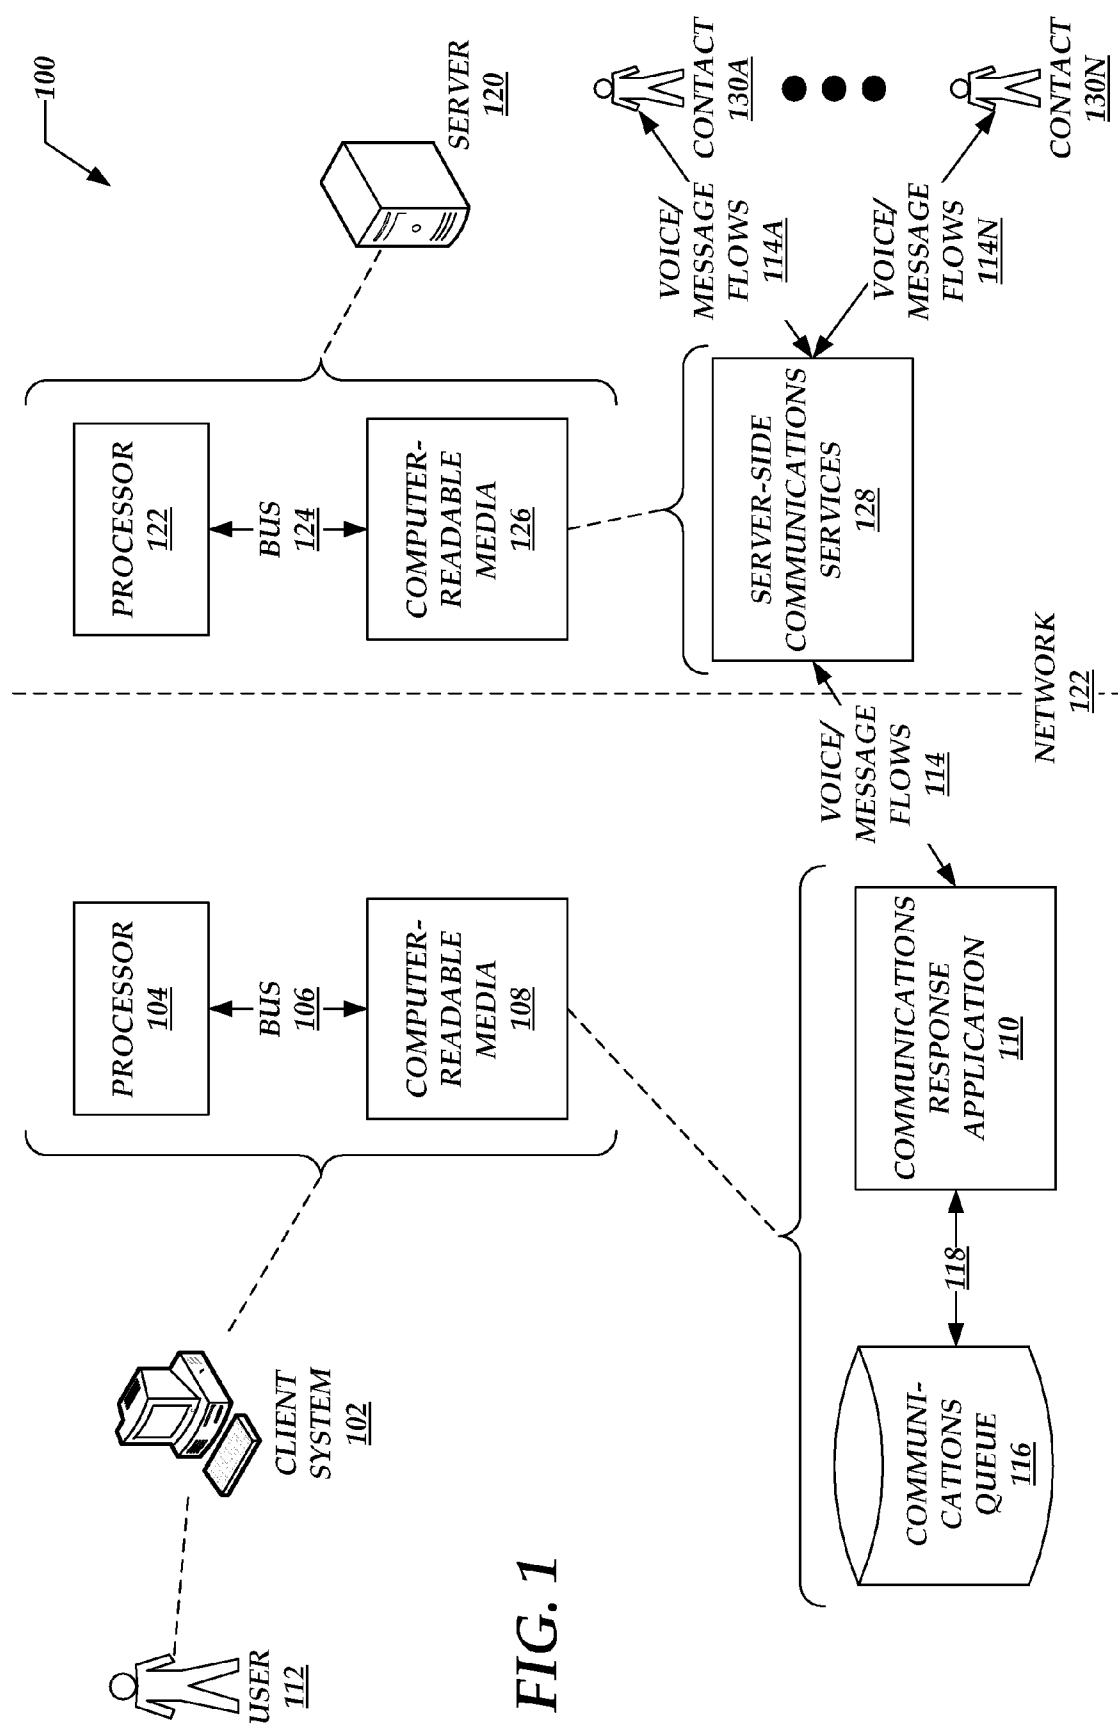 100
USER
112
CLIENT
SYSTEM
102
PROCESSOR
104
BUS
106
COMPUTER-
READABLE
MEDIA
108
PROCESSOR
122
BUS
124
COMPUTER-
READABLE
MEDIA
126
SERVER
120
COMMUNI-
CATIONS
QUEUE
116
118
COMMUNICATIONS
RESPONSE
APPLICATION
110
VOICE/
MESSAGE
FLOWS
114
NETWORK
122
SERVER-SIDE
COMMUNICATIONS
SERVICES
128
VOICE/
MESSAGE
FLOWS
114A
CONTACT
130A
VOICE/
MESSAGE
FLOWS
114N
CONTACT
130N
FIG. 1